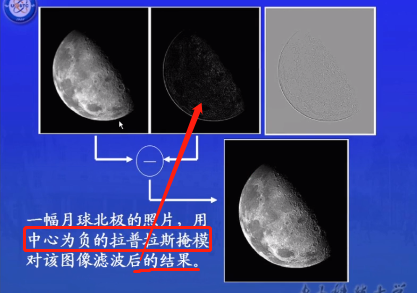 一幅月球北极的照片，用
中心为负的拉普拉斯掩模
对该图像滤波后的结果。